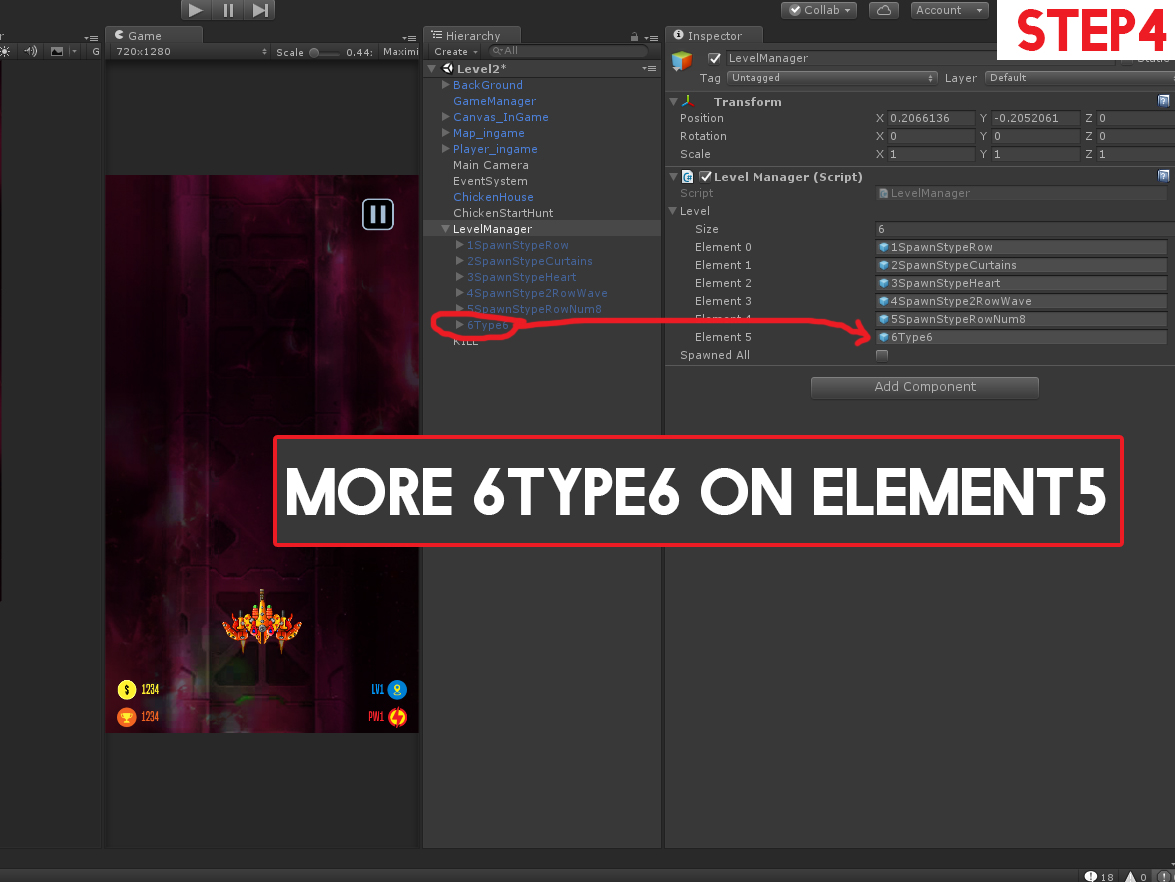 Collab
Account
STEP4
Game
Hierarchy
Inspector
720x1280
Scale
0.44:
Maximi
Create
All
LevelManager
Level2*
Tag Untagged
Layer Default
BackGround
GameManager
Canvas_InGame
Map_ingame
Player_ingame
Main Camera
EventSystem
ChickenHouse
ChickenStartHunt
LevelManager
1SpawnStypeRow
2SpawnStypeCurtains
3SpawnStypeHeart
4SpawnStype2RowWave
5SpawnStypeRowNum8
6Type6
KILL
Transform
Position X 0.2066136 Y -0.2052061 Z 0
Rotation X 0 Y 0 Z 0
Scale X 1 Y 1 Z 1
Level Manager (Script)
Script LevelManager
Level
Size 6
Element 0 1SpawnStypeRow
Element 1 2SpawnStypeCurtains
Element 2 3SpawnStypeHeart
Element 3 4SpawnStype2RowWave
Element 4 5SpawnStypeRowNum8
Element 5 6Type6
Spawned All
Add Component
MORE 6TYPE6 ON ELEMENT5
$ 1234
LV1
1234
PW1
18
0